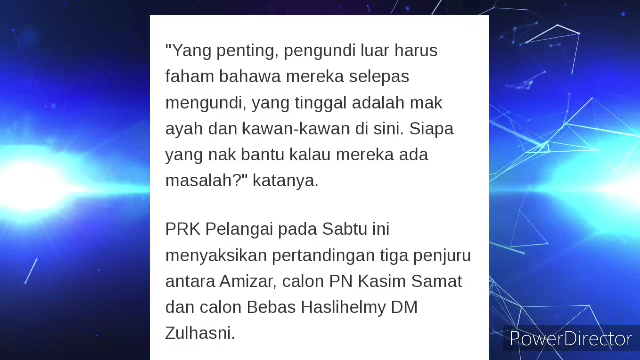 "Yang penting, pengundi luar harus
faham bahawa mereka selepas
mengundi, yang tinggal adalah mak
ayah dan kawan-kawan di sini. Siapa
yang nak bantu kalau mereka ada
masalah?" katanya.
PRK Pelangai pada Sabtu ini
menyaksikan pertandingan tiga penjuru
antara Amizar, calon PN Kasim Samat
dan calon Bebas Haslihelmy DM
Zulhasni.
PowerDirector